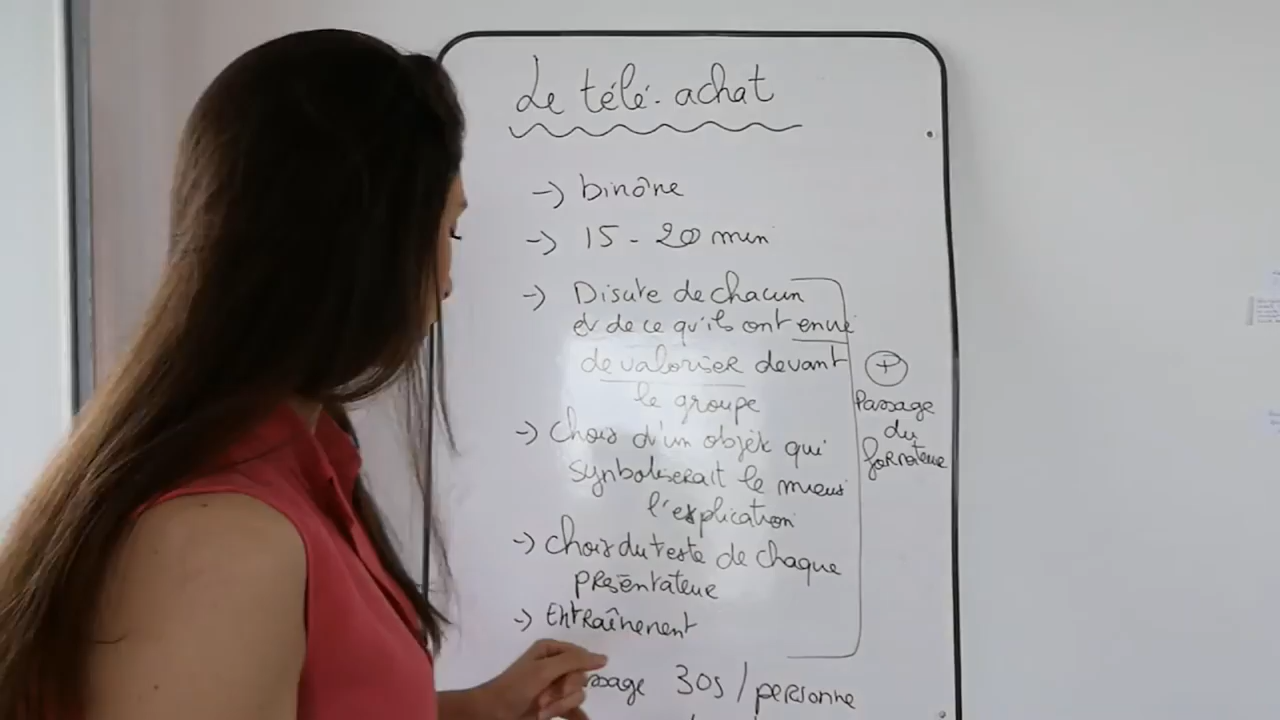 Le télé-achat
-> binôme
-> 15 - 20 min
-> Discute de chacun
et de ce qu'ils ont envie
de valoriser devant
le groupe
-> choix d'un objet qui
symboliserait le mieux
l'explication
-> choix du texte de chaque
présentateur
-> Entraînement
+
Passage
du
formateur
ssage 30s / personne